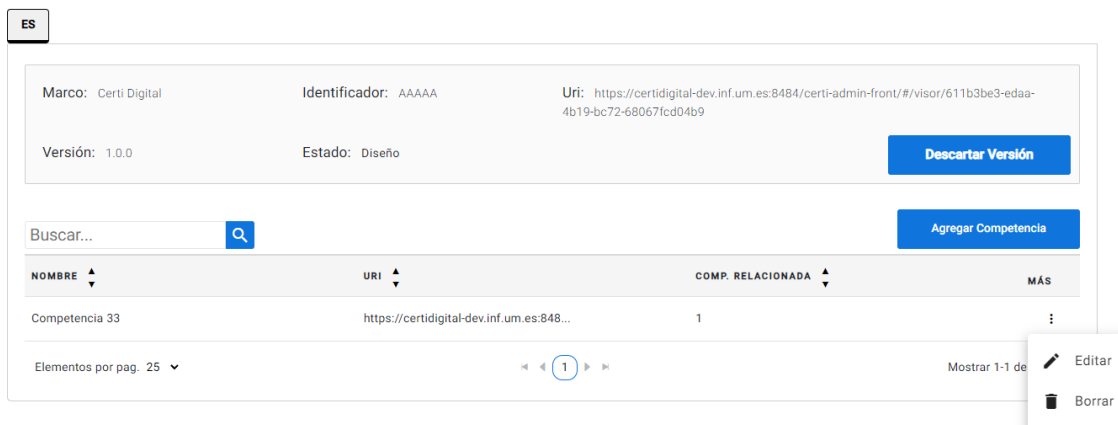 ES
Marco: Certi Digital Identificador: AAAAA Uri: https://certidigital-dev.inf.um.es:8484/certi-admin-front/#/visor/611b3be3-edaa-
4b19-bc72-68067fcd04b9
Versión: 1.0.0 Estado: Diseño Descartar Versión
Agregar Competencia
Buscar...
NOMBRE URI COMP. RELACIONADA MÁS
Competencia 33 https://certidigital-dev.inf.um.es:848... 1
Elementos por pag. 25 1 Mostrar 1-1 de
Editar
Borrar